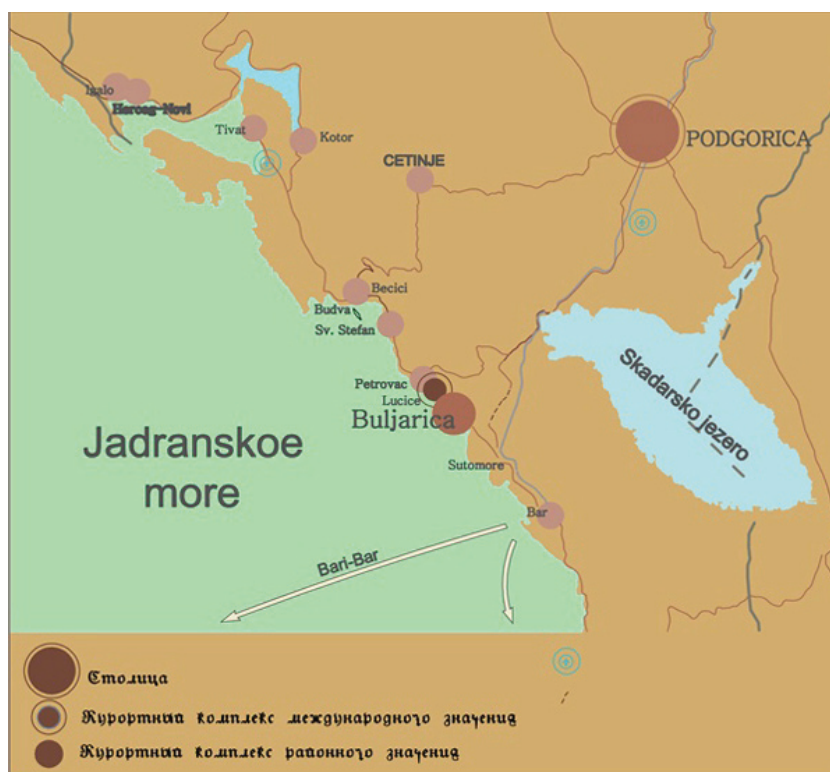 Igalo
Herceg-Novi
Tivat
Kotor
PODGORICA
CETINJE
Becici
Budva
Sv. Stefan
Skadarsko jezero
Petrovac
Lucice
Buljarica
Jadranskoe
more
Sutomore
Bar
Bari-Bar
Столица
Курортный комплекс международного значения
Курортный комплекс районного значения